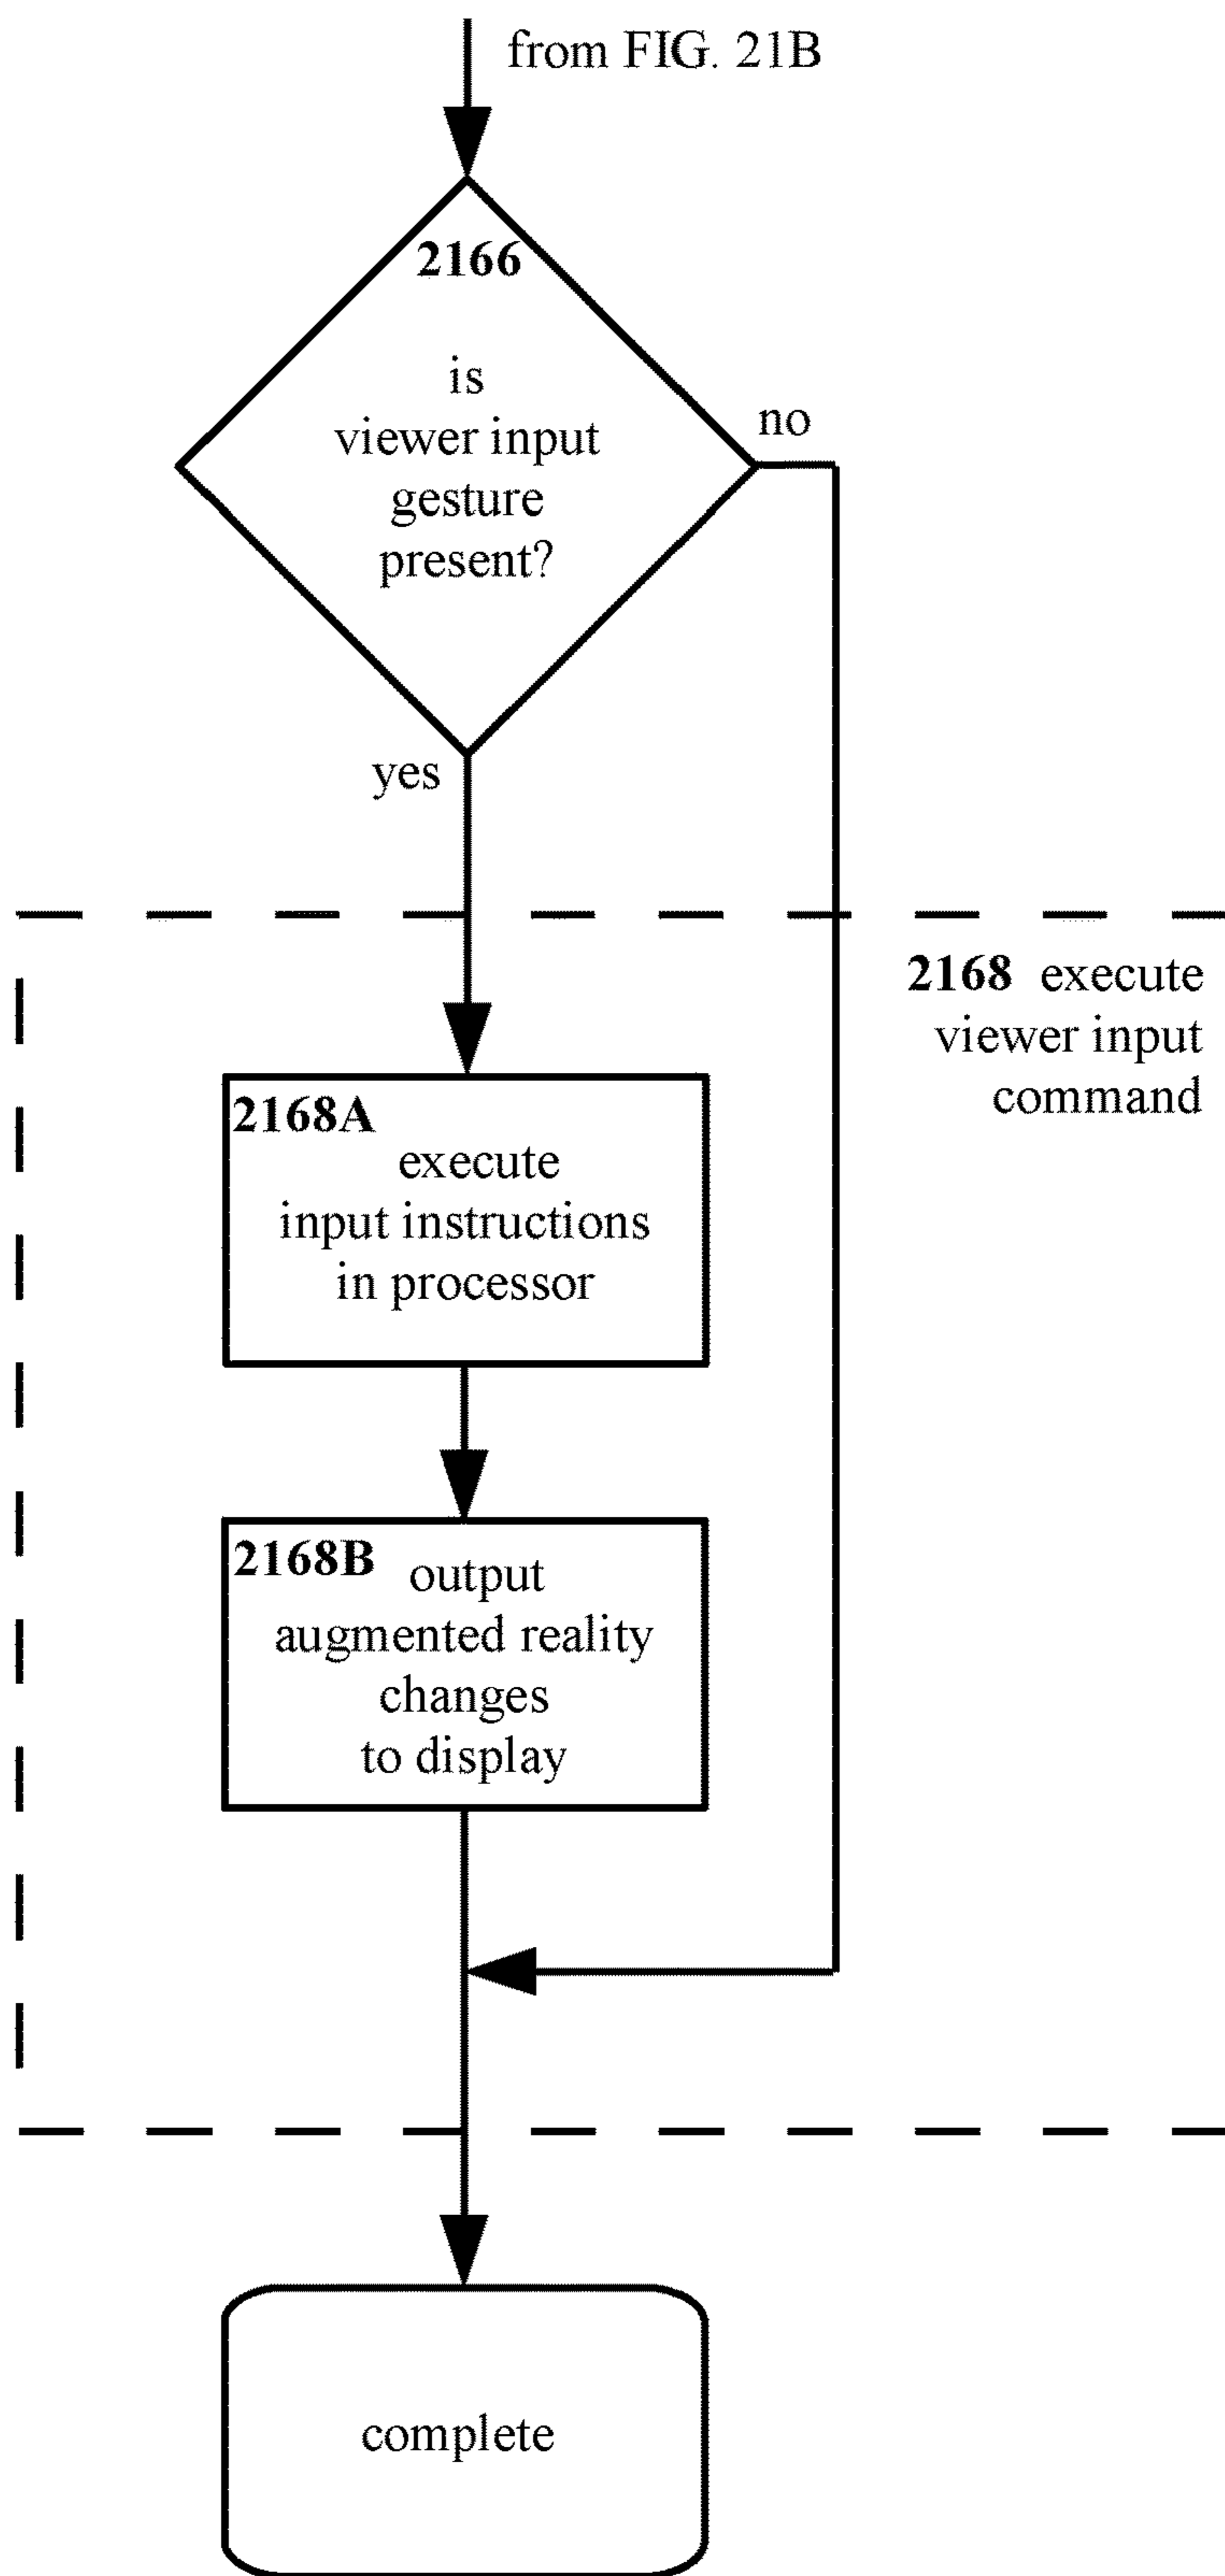 from FIG. 21B
2166
is
viewer input
gesture
present?
no
yes
2168 execute
viewer input
command
2168A
execute
input instructions
in processor
2168B output
augmented reality
changes
to display
complete